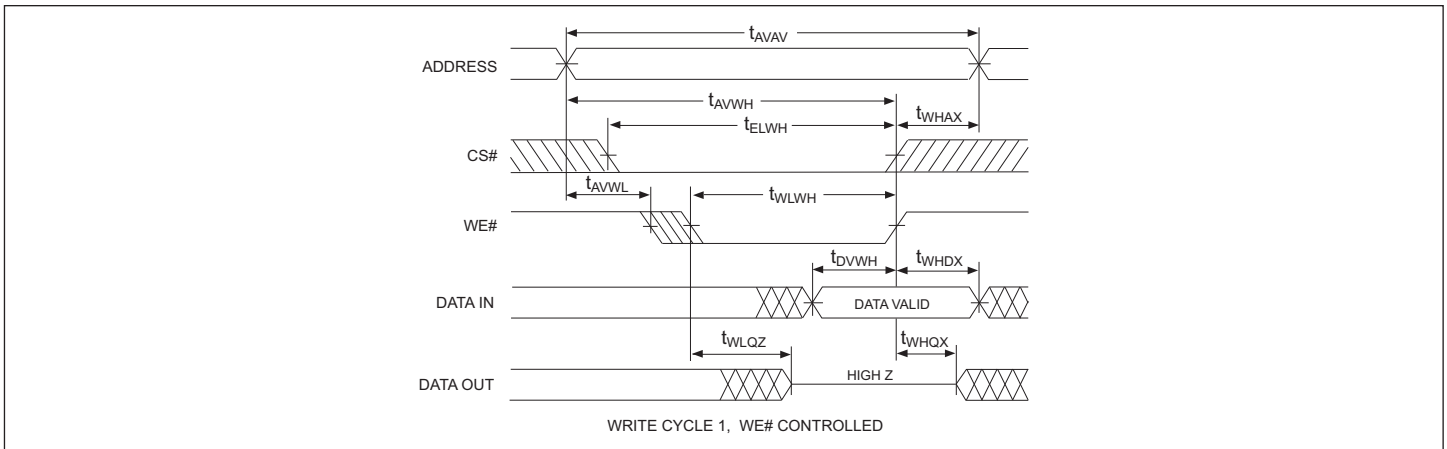 tAVAV
ADDRESS
tAVWH
tELWH
tWHAX
CS#
tAVWL
tWLWH
WE#
tDVWH
tWHDX
DATA IN
DATA VALID
tWLQZ
tWHQX
DATA OUT
HIGH Z
WRITE CYCLE 1, WE# CONTROLLED